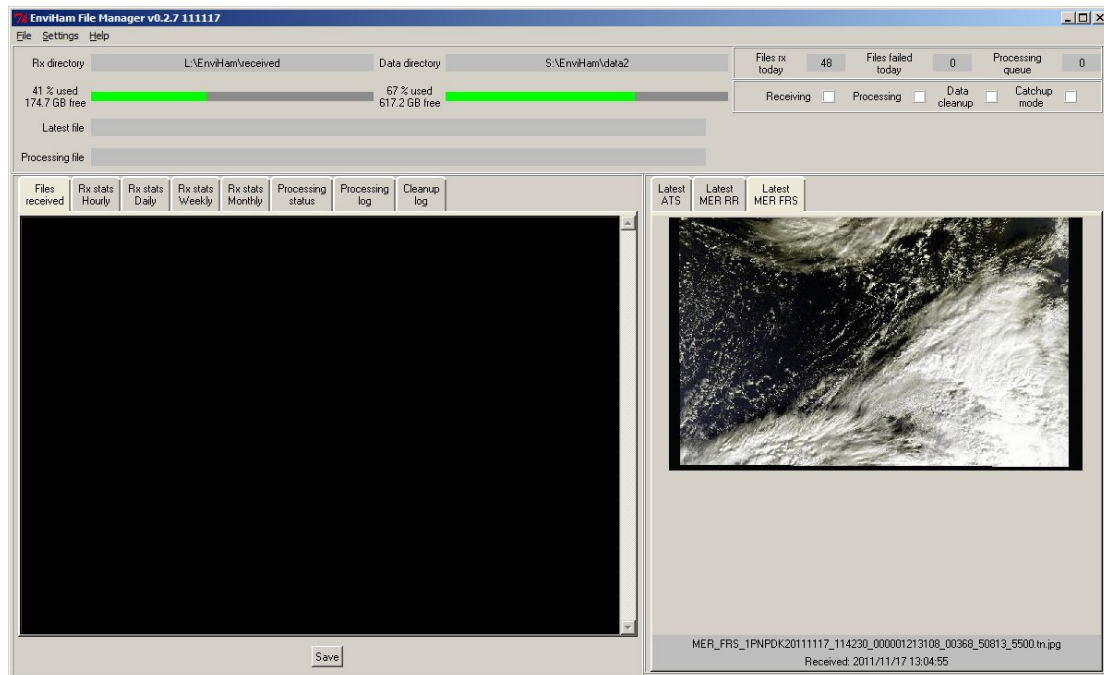 EnviHam File Manager v0.2.7 111117
File Settings Help
Rx directory L:\EnviHam\received Data directory S:\EnviHam\data2
Files rx today 48 Files failed today 0 Processing queue 0
41 % used
174.7 GB free
67 % used
617.2 GB free
Receiving Processing Data cleanup Catchup mode
Latest file
Processing file
Files received Rx stats Hourly Rx stats Daily Rx stats Weekly Rx stats Monthly Processing status Processing log Cleanup log
Latest ATS Latest MER RR Latest MER FRS
Save
MER_FRS_1PNPDK20111117_114230_000001213108_00368_50813_5500.tn.jpg
Received: 2011/11/17 13:04:55